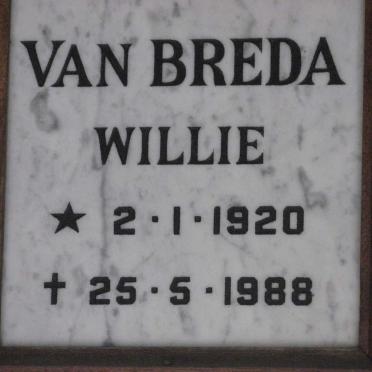 VAN BREDA
WILLIE
★ 2·1·1920
✝ 25·5·1988